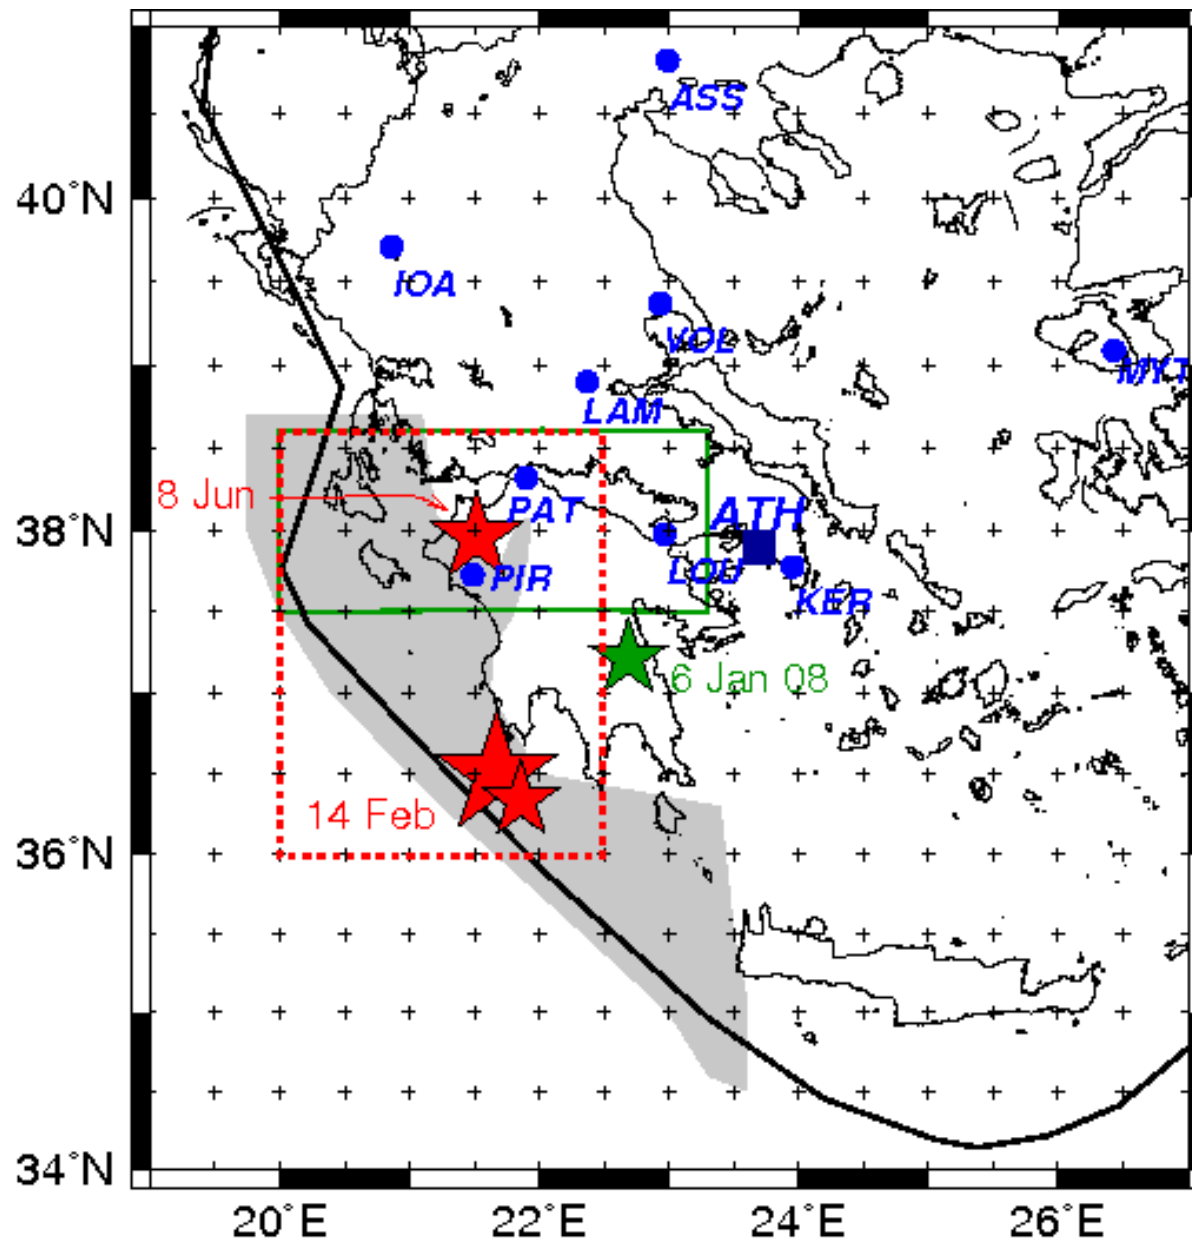 ASS
40°N
IOA
VOL
MYT
LAM
8 Jun
PAT
ATH
38°N
PIR
LOU
KER
6 Jan 08
14 Feb
36°N
34°N
20°E
22°E
24°E
26°E